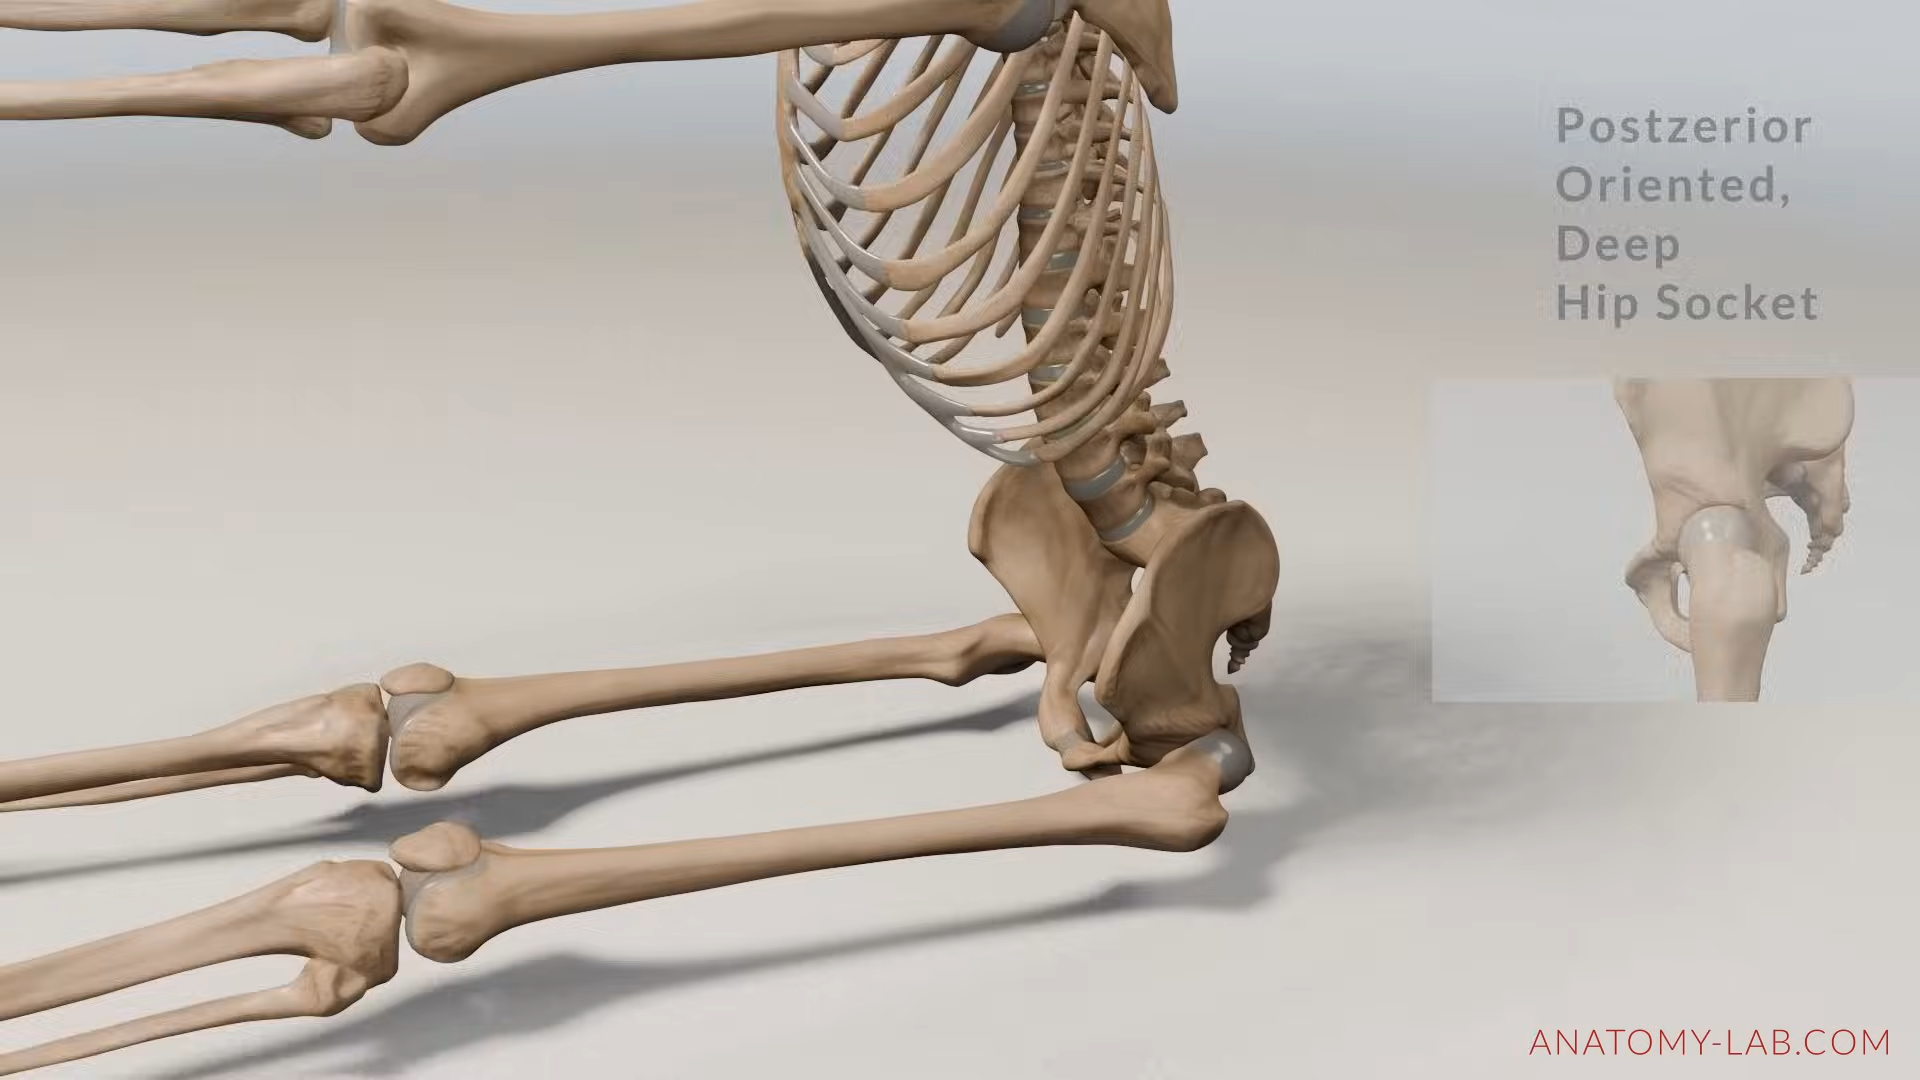 Postzerior
Oriented,
Deep
Hip Socket
ANATOMY-LAB.COM